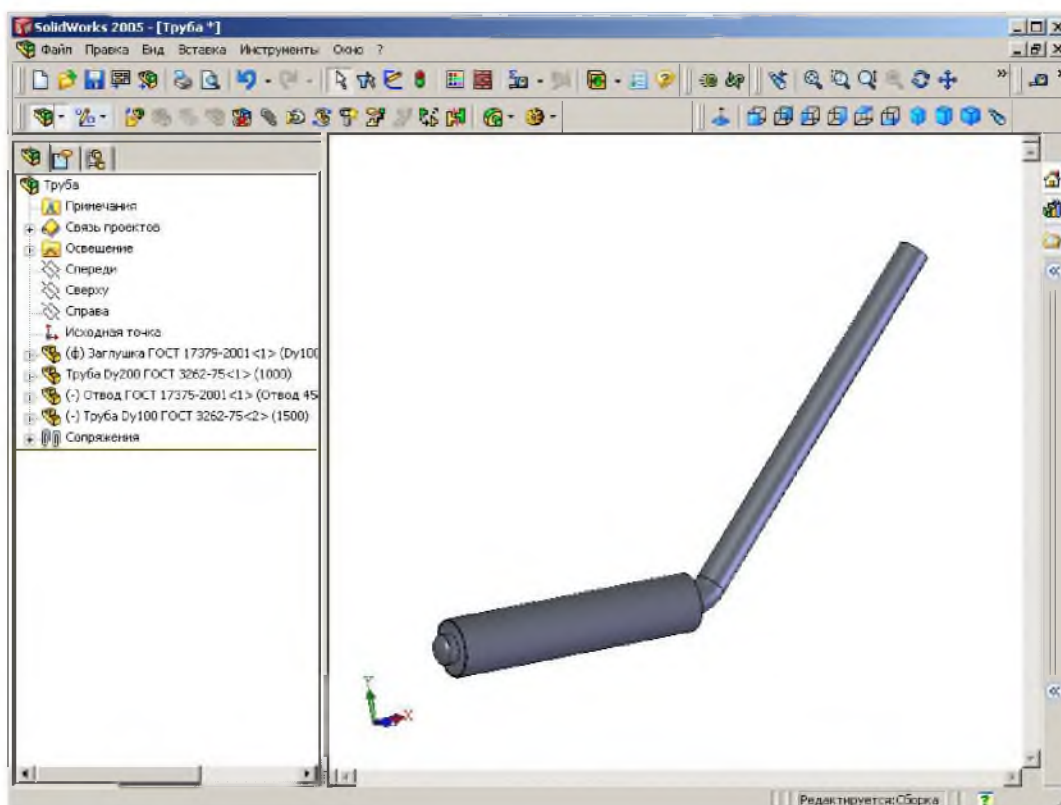 SolidWorks 2005 - [Труба *]
Файл Правка Вид Вставка Инструменты Окно ?
Труба
Примечания
Связь проектов
Освещение
Спереди
Сверху
Справа
Исходная точка
(ф) Заглушка ГОСТ 17379-2001<1> (Dy100
Труба Dy200 ГОСТ 3262-75<1> (1000)
(-) Отвод ГОСТ 17375-2001<1> (Отвод 45
(-) Труба Dy100 ГОСТ 3262-75<2> (1500)
Сопряжения
Y
X
Редактируется:Сборка